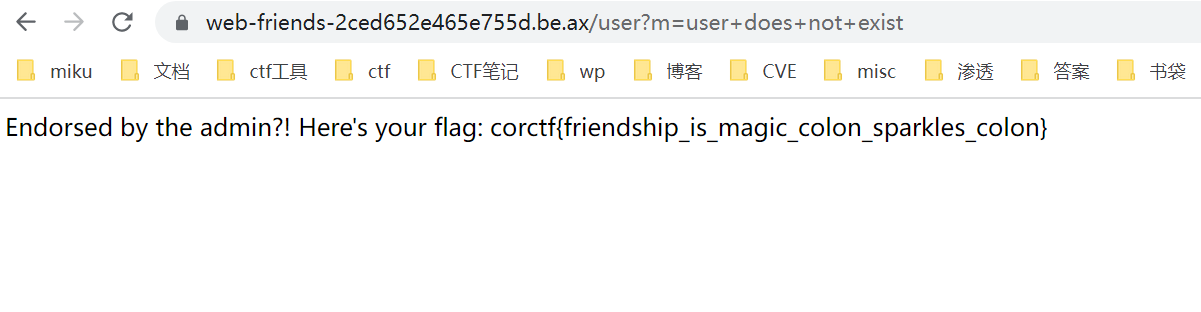 web-friends-2ced652e465e755d.be.ax/user?m=user+does+not+exist
miku 文档 ctf工具 ctf CTF笔记 wp 博客 CVE misc 渗透 答案 书袋
Endorsed by the admin?! Here's your flag: corctf{friendship_is_magic_colon_sparkles_colon}